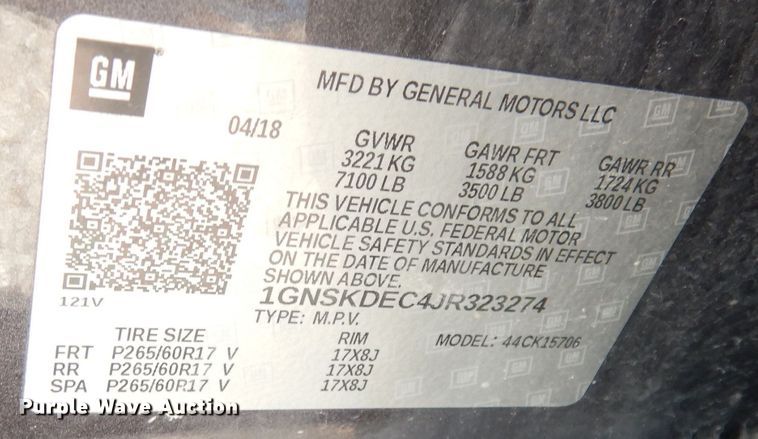 GM
MFD BY GENERAL MOTORS LLC
04/18
GVWR GAWR FRT GAWR RR
3221 KG 1588 KG 1724 KG
7100 LB 3500 LB 3800 LB
THIS VEHICLE CONFORMS TO ALL
APPLICABLE U.S. FEDERAL MOTOR
VEHICLE SAFETY STANDARDS IN EFFECT
ON THE DATE OF MANUFACTURE
SHOWN ABOVE.
121V
1GNSKDEC4JR323274
TYPE: M.P.V. MODEL: 44CK15706
TIRE SIZE RIM
FRT P265/60R17 V 17X8J
RR P265/60R17 V 17X8J
SPA P265/60R17 V 17X8J
Purple Wave Auction